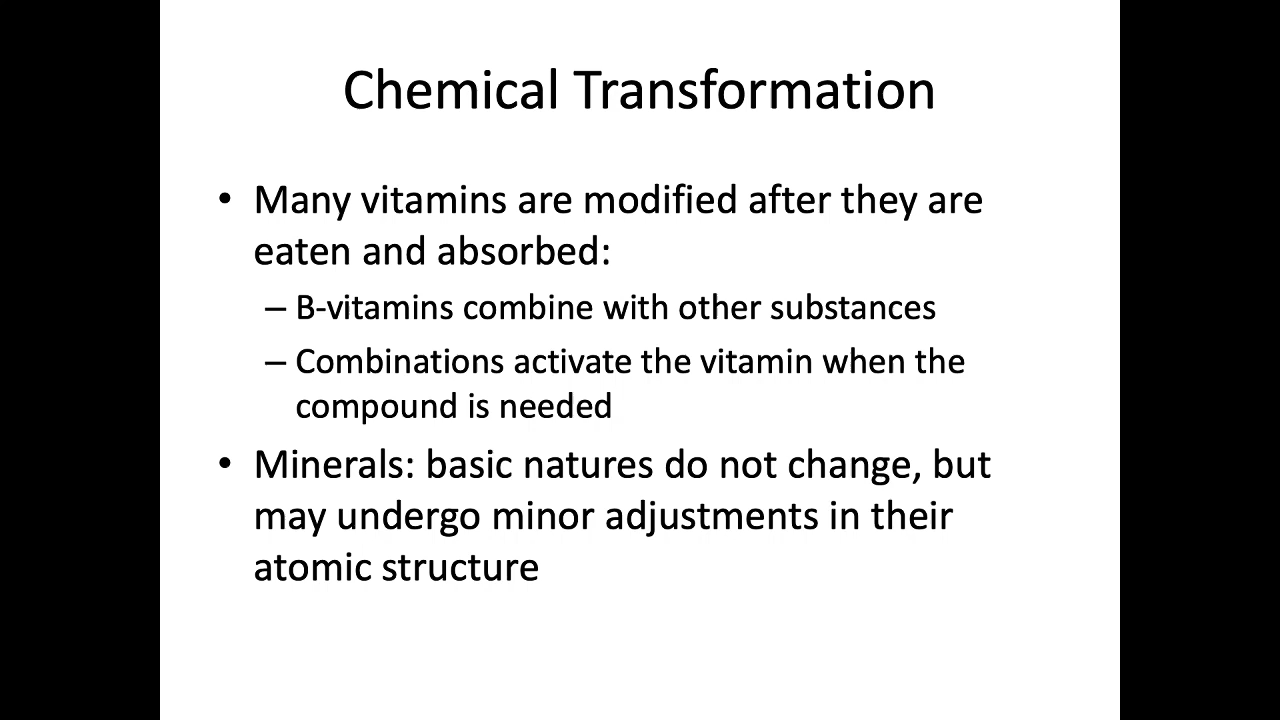 Chemical Transformation
• Many vitamins are modified after they are
eaten and absorbed:
– B-vitamins combine with other substances
– Combinations activate the vitamin when the
compound is needed
• Minerals: basic natures do not change, but
may undergo minor adjustments in their
atomic structure